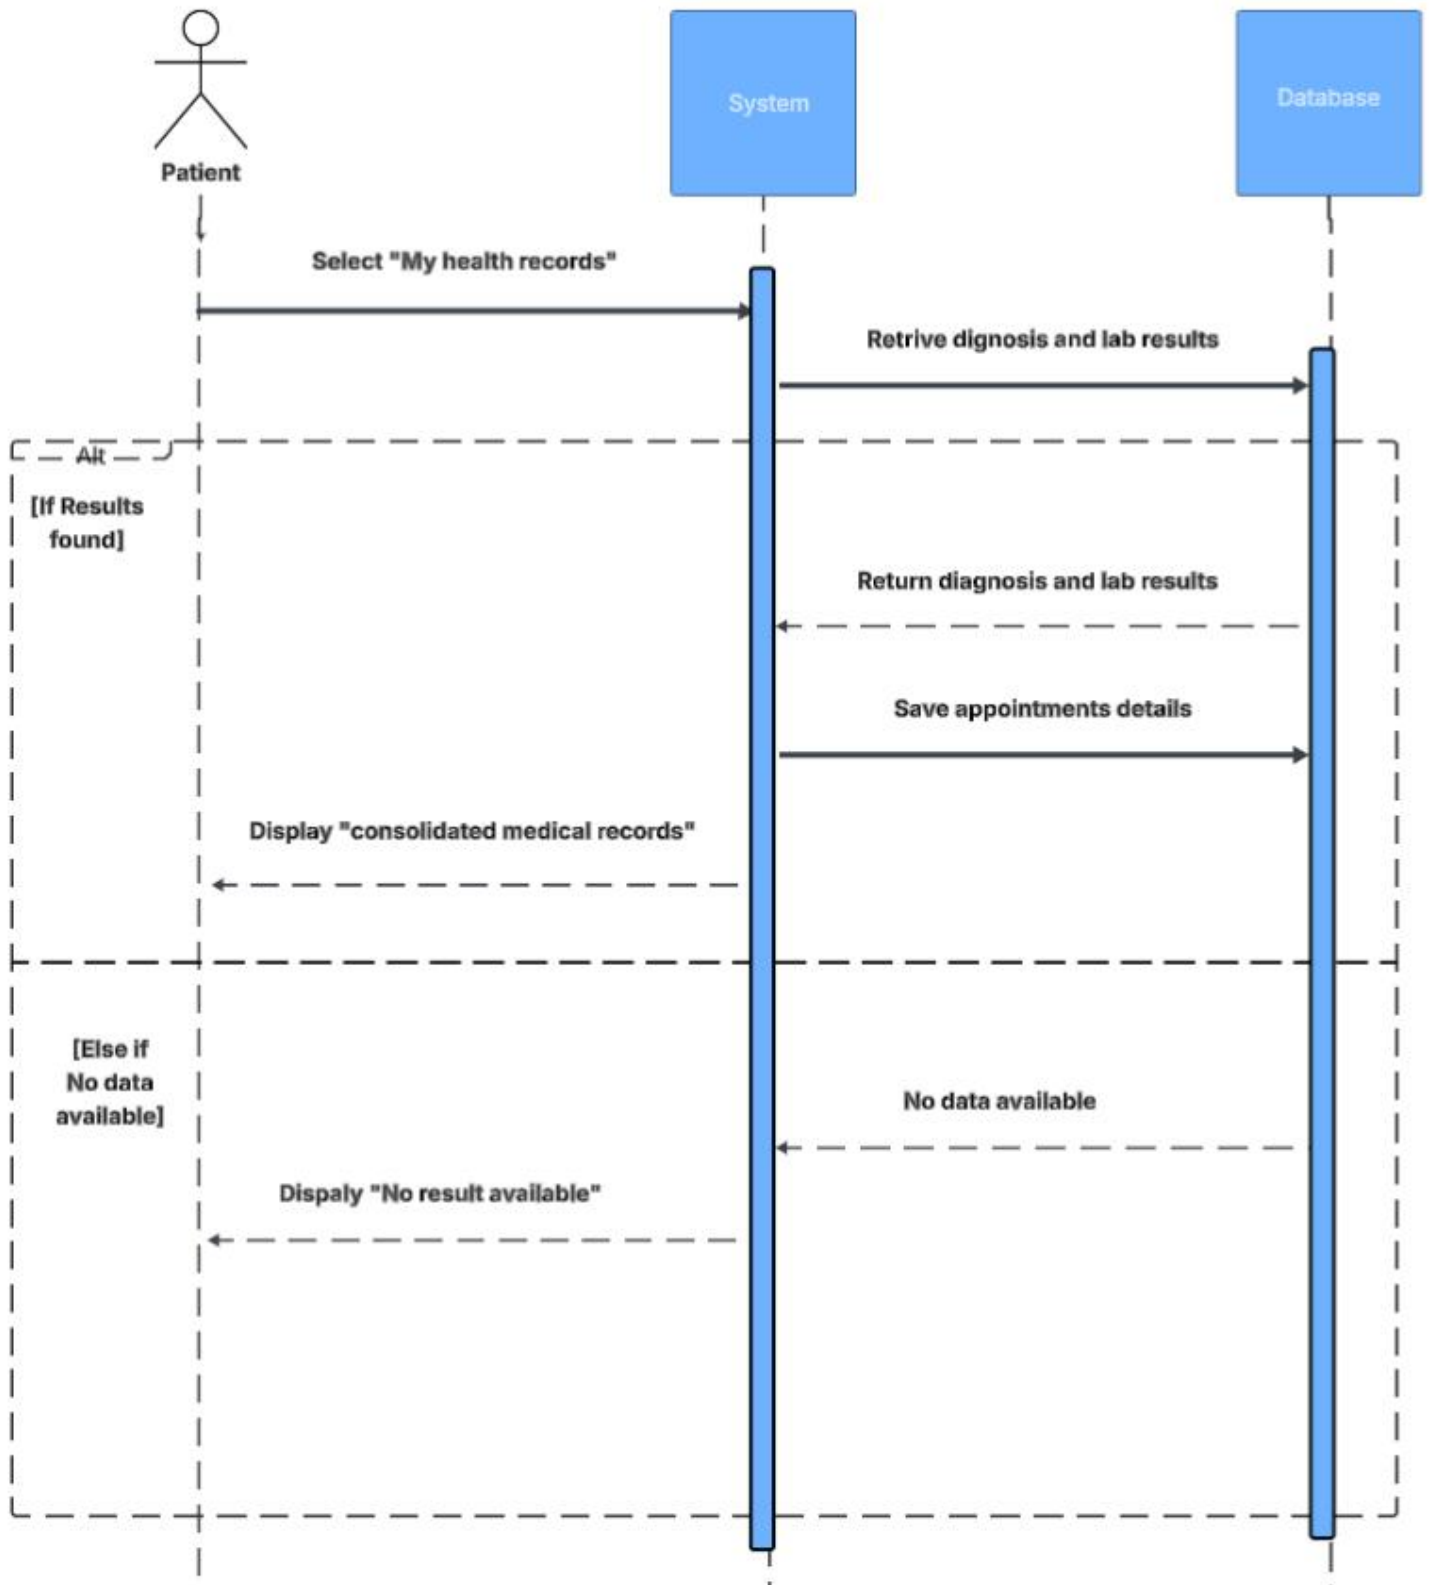 System
Database
Patient
Select "My health records"
Retrive dignosis and lab results
Alt
[If Results
found]
Return diagnosis and lab results
Save appointments details
Display "consolidated medical records"
[Else if
No data
available]
No data available
Dispaly "No result available"